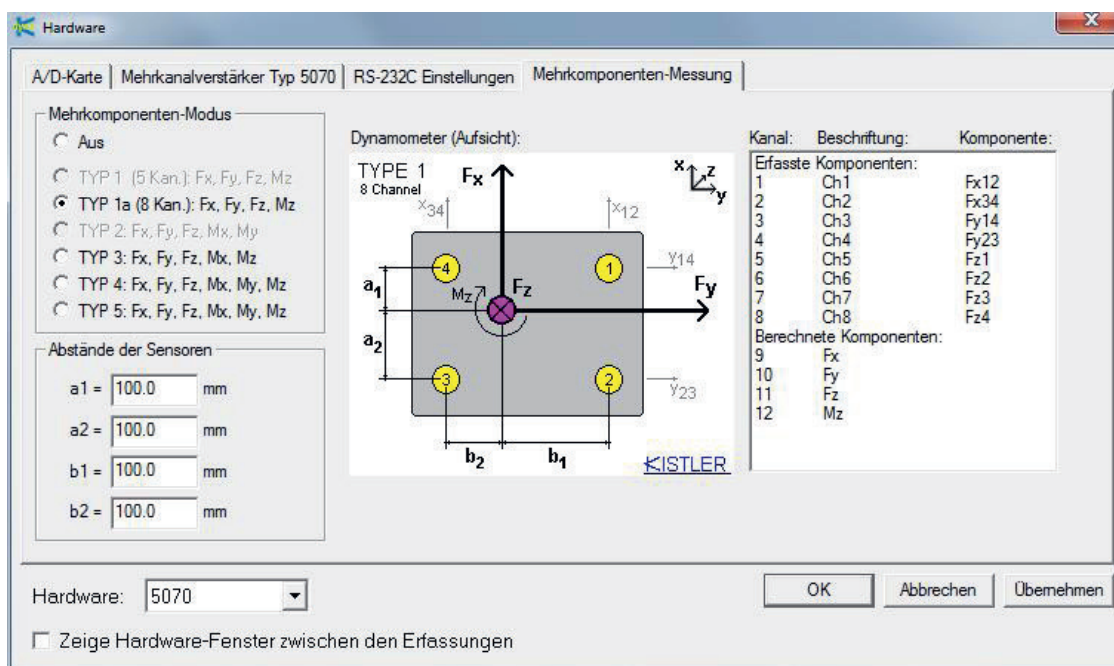 Hardware
A/D-Karte | Mehrkanalverstärker Typ 5070 | RS-232C Einstellungen | Mehrkomponenten-Messung
Mehrkomponenten-Modus
Aus
TYP 1 (5 Kan.): Fx, Fy, Fz, Mz
TYP 1a (8 Kan.): Fx, Fy, Fz, Mz
TYP 2: Fx, Fy, Fz, Mx, My
TYP 3: Fx, Fy, Fz, Mx, Mz
TYP 4: Fx, Fy, Fz, Mx, My, Mz
TYP 5: Fx, Fy, Fz, Mx, My, Mz
Abstände der Sensoren
a1 = 100.0 mm
a2 = 100.0 mm
b1 = 100.0 mm
b2 = 100.0 mm
Dynamometer (Aufsicht):
TYPE 1
8 Channel
Fx
x z
y
x34
x12
4
1
y14
a1
Mz
Fz
Fy
a2
3
2
y23
b2
b1
KISTLER
Kanal: Beschriftung: Komponente:
Erfasste Komponenten:
1 Ch1 Fx12
2 Ch2 Fx34
3 Ch3 Fy14
4 Ch4 Fy23
5 Ch5 Fz1
6 Ch6 Fz2
7 Ch7 Fz3
8 Ch8 Fz4
Berechnete Komponenten:
9 Fx
10 Fy
11 Fz
12 Mz
Hardware: 5070
OK
Abbrechen
Übernehmen
Zeige Hardware-Fenster zwischen den Erfassungen